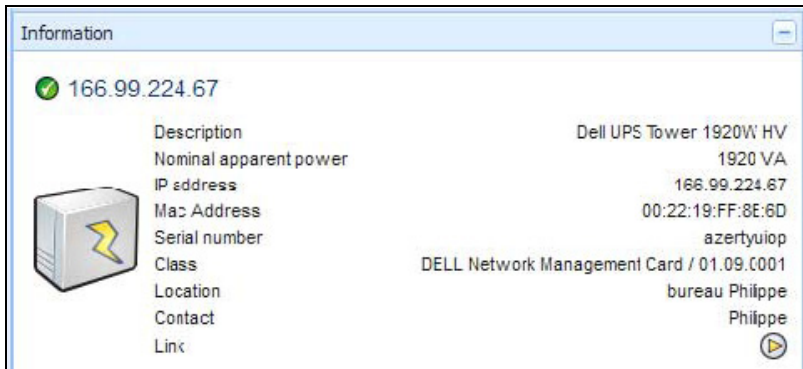 Information
166.99.224.67
Description Dell UPS Tower 1920W HV
Nominal apparent power 1920 VA
IP address 166.99.224.67
Mac Address 00:22:19:FF:8E:6D
Serial number azertyuiop
Class DELL Network Management Card / 01.09.0001
Location bureau Philippe
Contact Philippe
Link